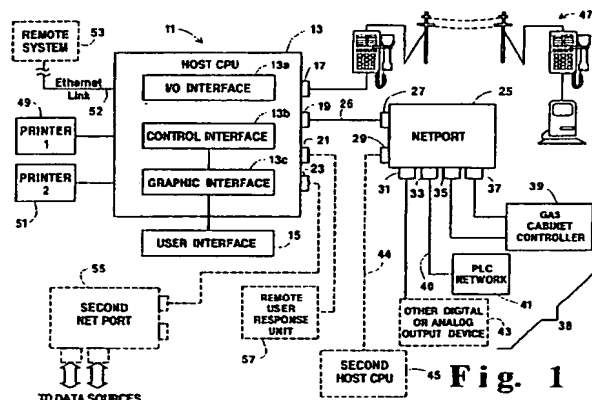 REMOTE
SYSTEM
53
11
13
47
HOST CPU
13a
17
I/O INTERFACE
Ethernet
Link
52
49
PRINTER
1
13b
CONTROL INTERFACE
19
26
27
25
NETPORT
21
29
13c
GRAPHIC INTERFACE
23
31
33
35
37
39
PRINTER
2
51
USER INTERFACE
15
GA3
CABINET
CONTROLLER
44
40
PLC
NETWORK
41
55
SECOND
NET PORT
REMOTE USER
RESPONSE
UNIT
57
OTHER DIGITAL
OR ANALOG
OUTPUT DEVICE
43
38
SECOND
HOST CPU
45
Fig. 1
TO DATA SOURCES